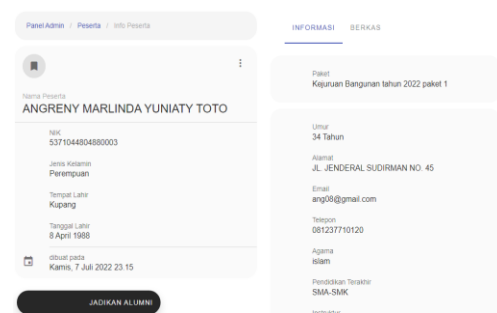 Panel Admin / Peserta / Info Peserta
Nama Peserta
ANGRENY MARLINDA YUNIATY TOTO
NIK
5371044804880003
Jenis Kelamin
Perempuan
Tempat Lahir
Kupang
Tanggal Lahir
8 April 1988
dibuat pada
Kamis, 7 Juli 2022 23.15
JADIKAN ALUMNI
INFORMASI BERKAS
Paket
Kejuruan Bangunan tahun 2022 paket 1
Umur
34 Tahun
Alamat
JL. JENDERAL SUDIRMAN NO. 45
Email
ang08@gmail.com
Telepon
081237710120
Agama
islam
Pendidikan Terakhir
SMA-SMK
Instruktur